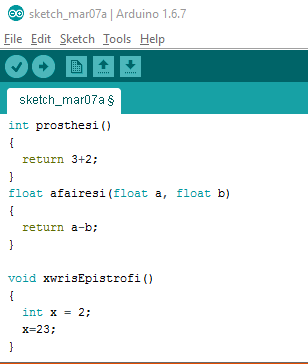 sketch_mar07a | Arduino 1.6.7
File Edit Sketch Tools Help
sketch_mar07a §
int prosthesi()
{
  return 3+2;
}
float afairesi(float a, float b)
{
  return a-b;
}

void xwrisEpistrofi()
{
  int x = 2;
  x=23;
}